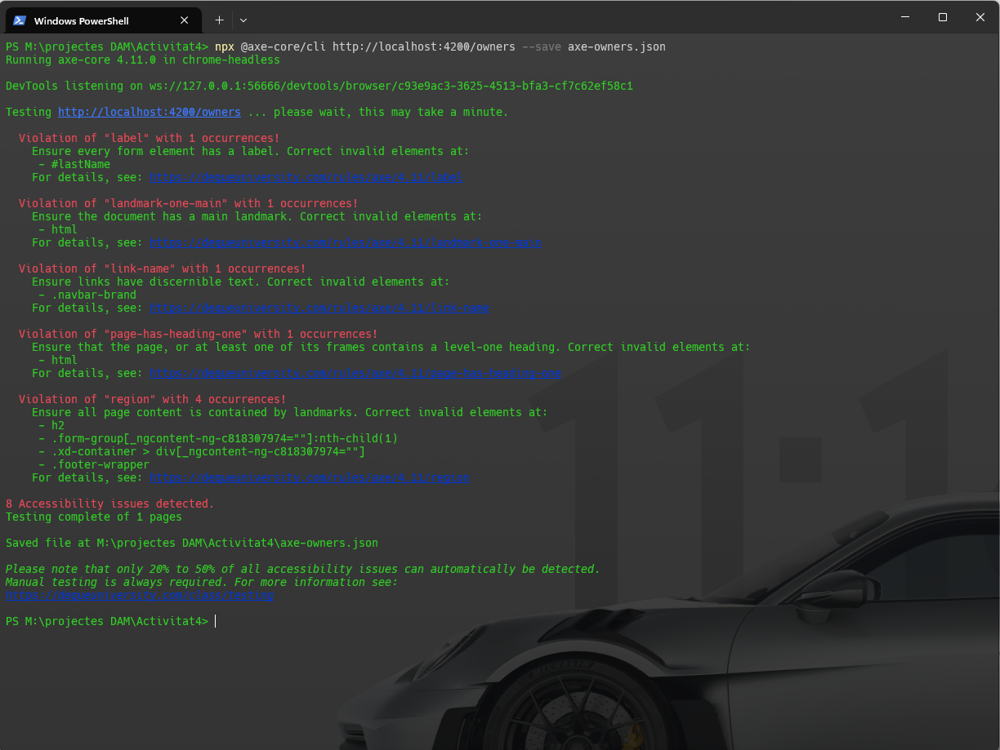 Windows PowerShell
PS M:\projectes DAM\Activitat4> npx @axe-core/cli http://localhost:4200/owners --save axe-owners.json
Running axe-core 4.11.0 in chrome-headless
DevTools listening on ws://127.0.0.1:56666/devtools/browser/c93e9ac3-3625-4513-bfa3-cf7c62ef58c1
Testing http://localhost:4200/owners ... please wait, this may take a minute.
Violation of "label" with 1 occurrences!
Ensure every form element has a label. Correct invalid elements at:
- #lastName
For details, see: https://dequeuniversity.com/rules/axe/4.11/label
Violation of "landmark-one-main" with 1 occurrences!
Ensure the document has a main landmark. Correct invalid elements at:
- html
For details, see: https://dequeuniversity.com/rules/axe/4.11/landmark-one-main
Violation of "link-name" with 1 occurrences!
Ensure links have discernible text. Correct invalid elements at:
- .navbar-brand
For details, see: https://dequeuniversity.com/rules/axe/4.11/link-name
Violation of "page-has-heading-one" with 1 occurrences!
Ensure that the page, or at least one of its frames contains a level-one heading. Correct invalid elements at:
- html
For details, see: https://dequeuniversity.com/rules/axe/4.11/page-has-heading-one
Violation of "region" with 4 occurrences!
Ensure all page content is contained by landmarks. Correct invalid elements at:
- h2
- .form-group[_ngcontent-ng-c818307974=""]:nth-child(1)
- .xd-container > div[_ngcontent-ng-c818307974=""]
- .footer-wrapper
For details, see: https://dequeuniversity.com/rules/axe/4.11/region
8 Accessibility issues detected.
Testing complete of 1 pages
Saved file at M:\projectes DAM\Activitat4\axe-owners.json
Please note that only 20% to 50% of all accessibility issues can automatically be detected.
Manual testing is always required. For more information see:
https://dequeuniversity.com/class/testing
PS M:\projectes DAM\Activitat4>